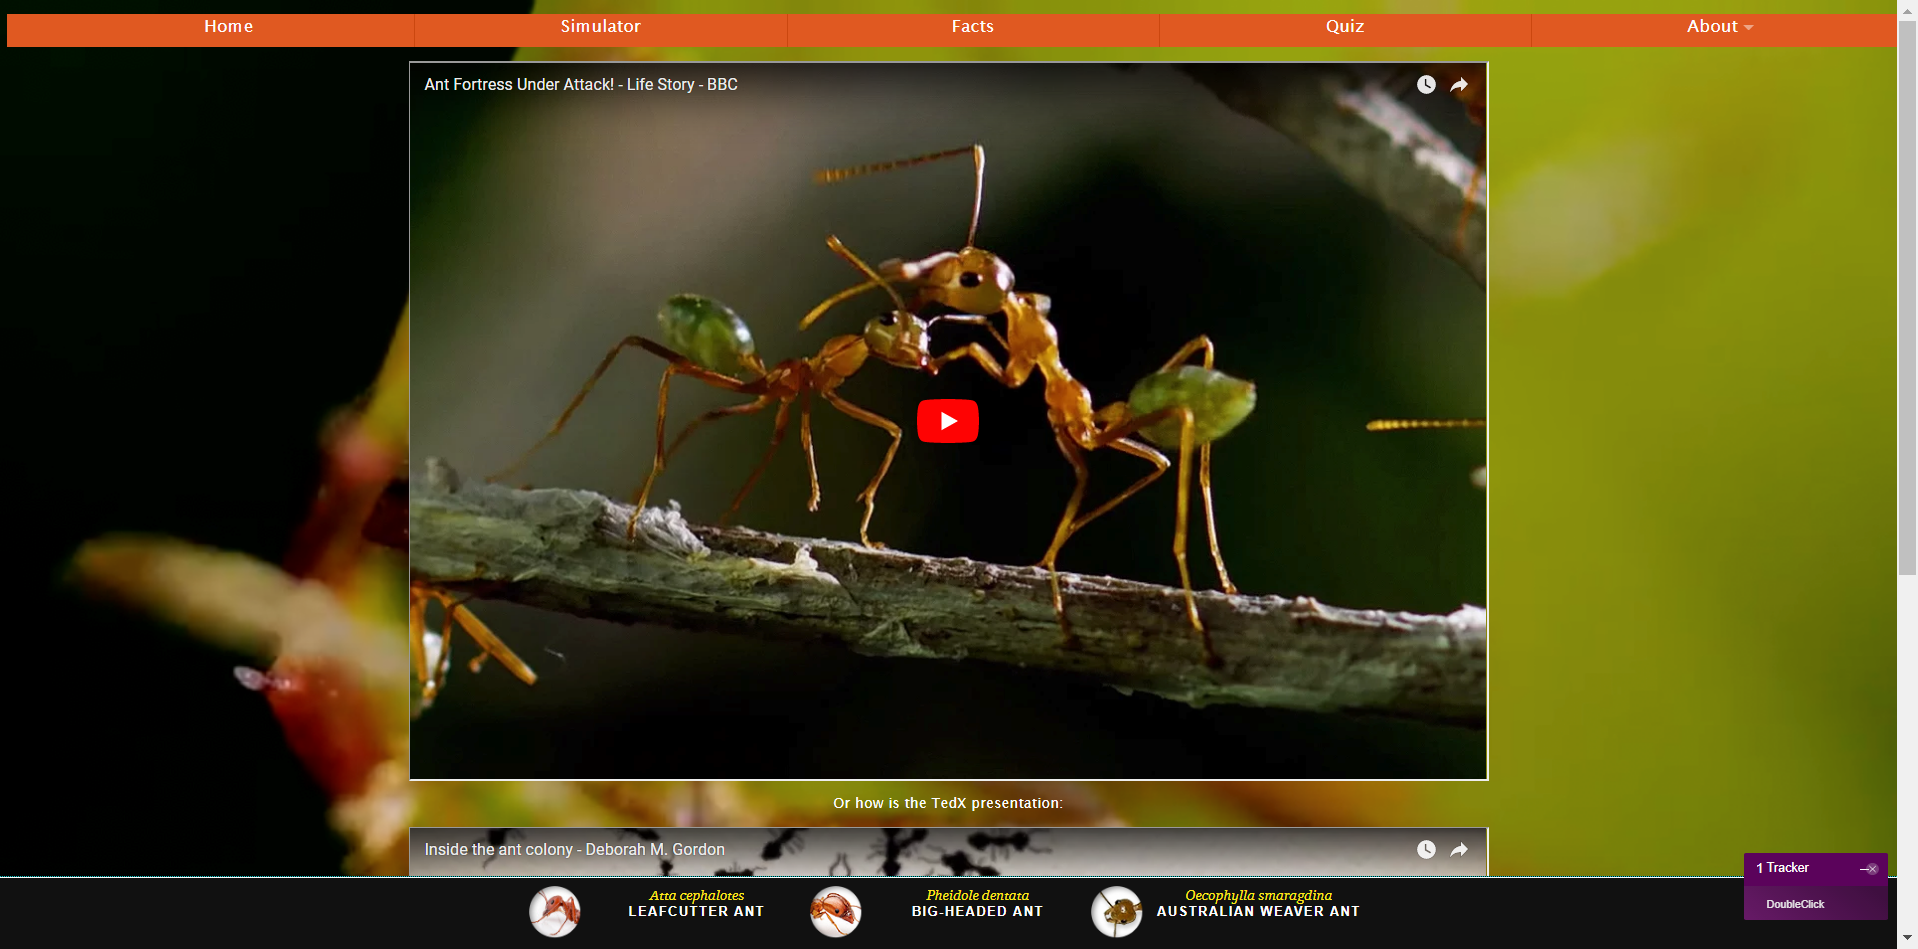 Home
Simulator
Facts
Quiz
About
Ant Fortress Under Attack! - Life Story - BBC
Or how is the TedX presentation:
Inside the ant colony - Deborah M. Gordon
Atta cephalotes
LEAFCUTTER ANT
Pheidole dentata
BIG-HEADED ANT
Oecophylla smaragdina
AUSTRALIAN WEAVER ANT
1 Tracker
DoubleClick